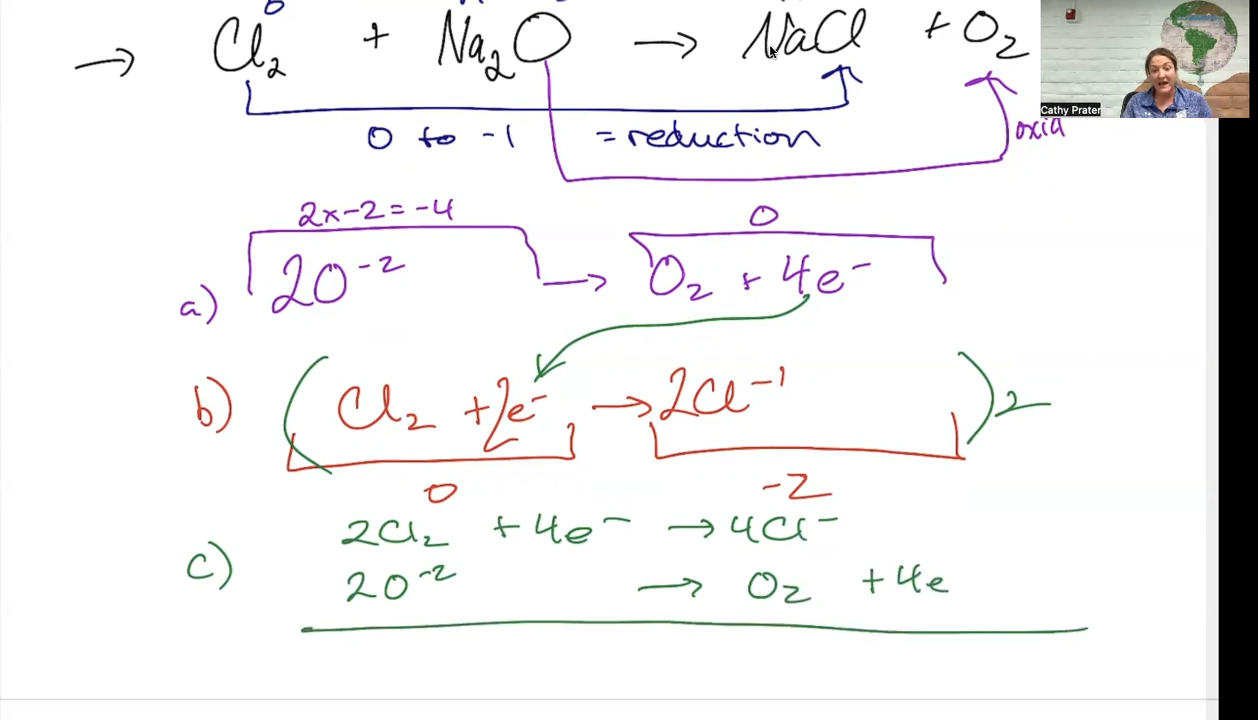 0
→ Cl₂ + Na₂O → NaCl + O₂
Cathy Prater
0 to -1 = reduction
oxid
2x-2=-4
0
a) 2O⁻² → O₂ + 4e⁻
b) (Cl₂ + 2e⁻ → 2Cl⁻¹)2
0
-2
c) 2Cl₂ + 4e⁻ → 4Cl⁻
2O⁻² → O₂ + 4e